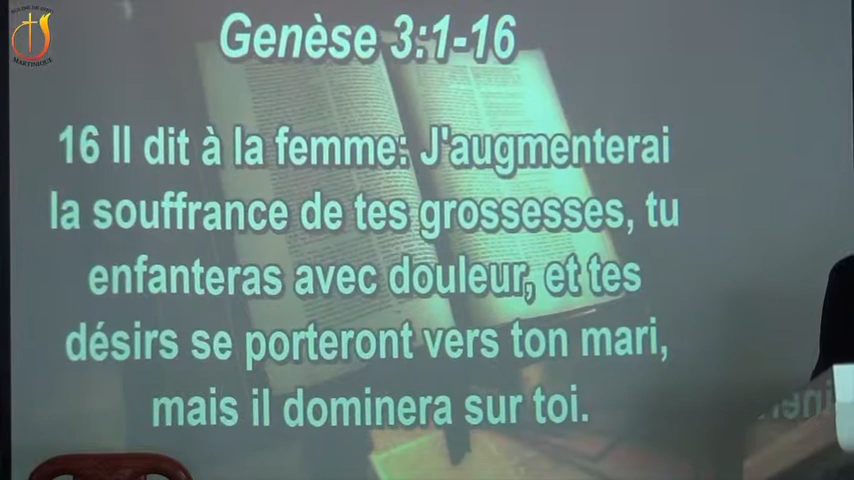 Genèse 3:1-16
16 Il dit à la femme: J'augmenterai
la souffrance de tes grossesses, tu
enfanteras avec douleur, et tes
désirs se porteront vers ton mari,
mais il dominera sur toi.
MARTINIQUE